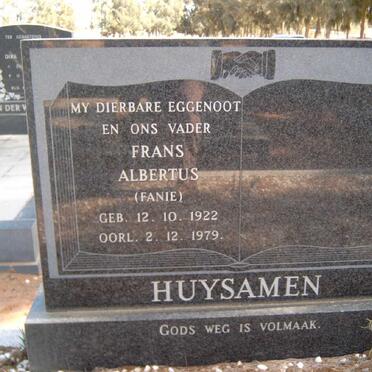 MY DIERBARE EGGENOOT
EN ONS VADER
FRANS
ALBERTUS
(FANIE)
GEB. 12. 10. 1922
OORL. 2. 12. 1979.
HUYSAMEN
GODS WEG IS VOLMAAK.